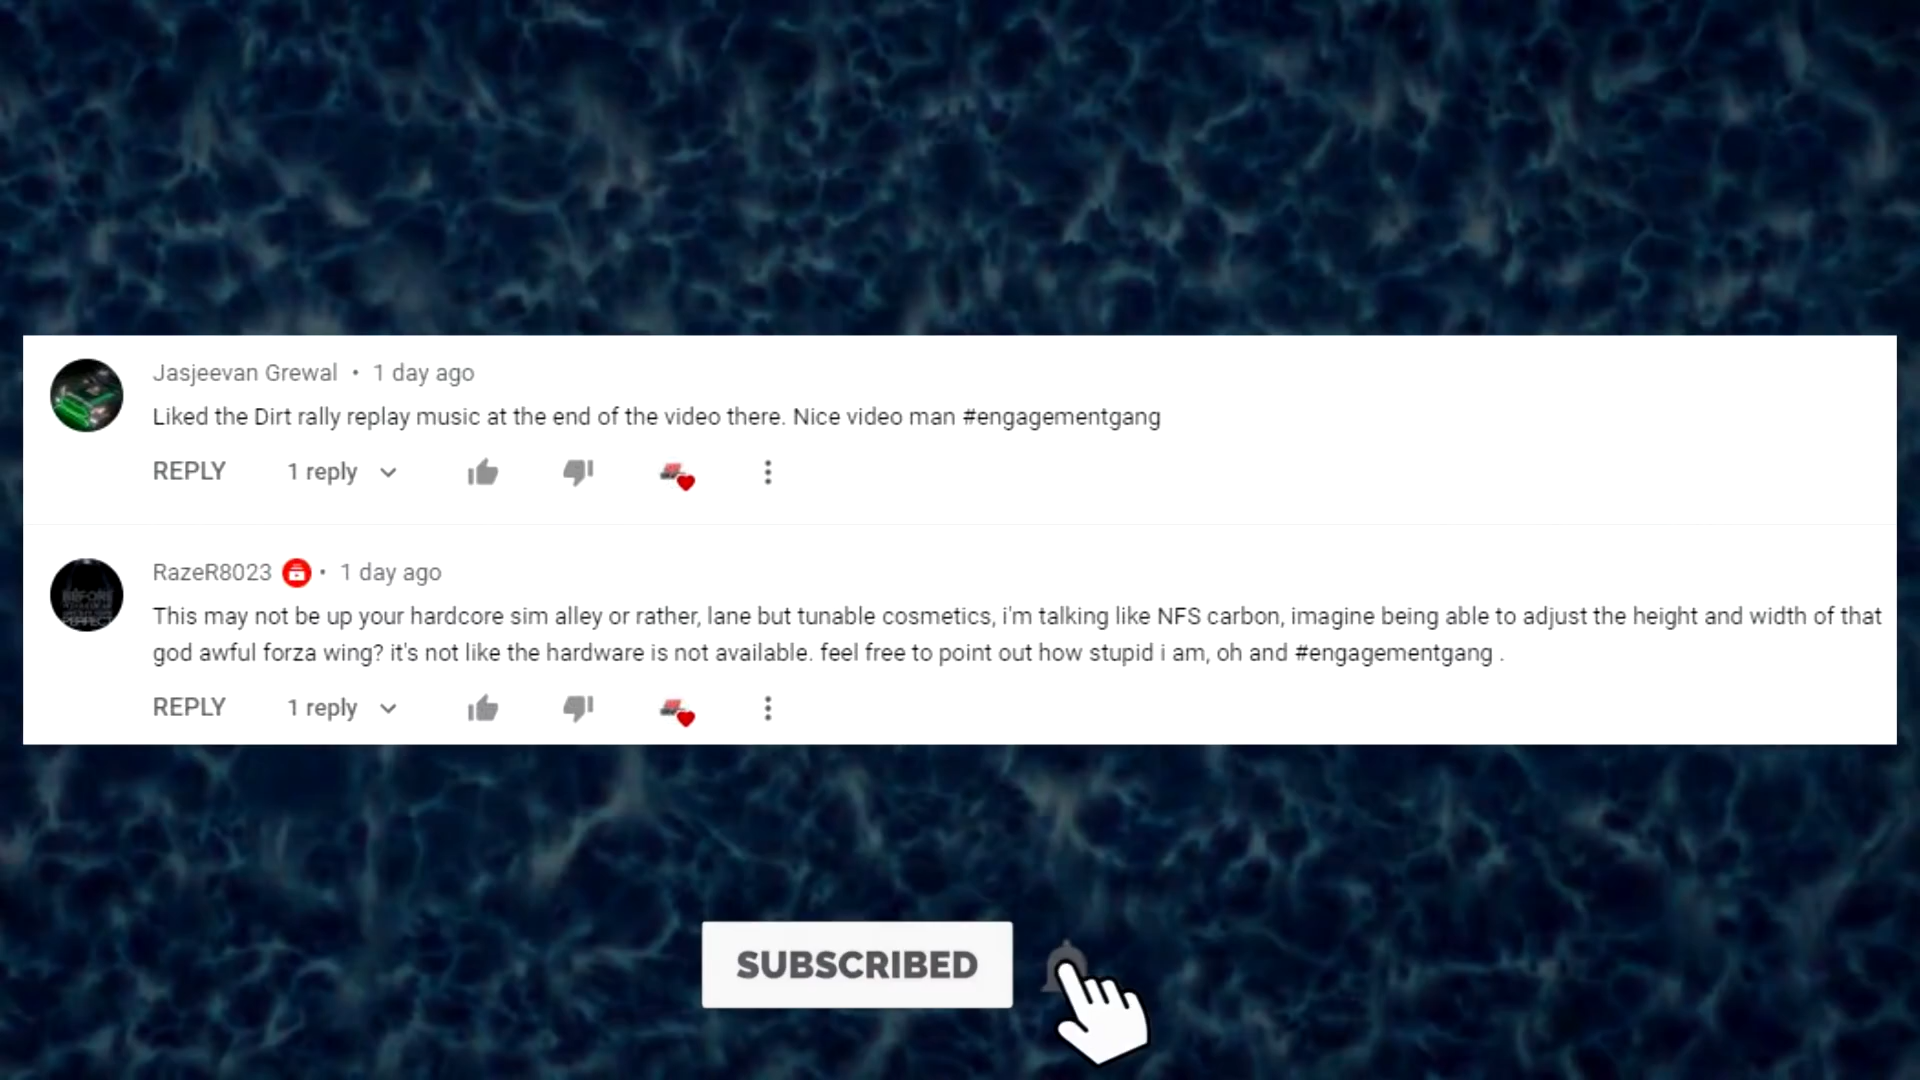 Jasjeevan Grewal • 1 day ago
Liked the Dirt rally replay music at the end of the video there. Nice video man #engagementgang
REPLY 1 reply
RazeR8023 • 1 day ago
This may not be up your hardcore sim alley or rather, lane but tunable cosmetics, i'm talking like NFS carbon, imagine being able to adjust the height and width of that
god awful forza wing? it's not like the hardware is not available. feel free to point out how stupid i am, oh and #engagementgang .
REPLY 1 reply
SUBSCRIBED